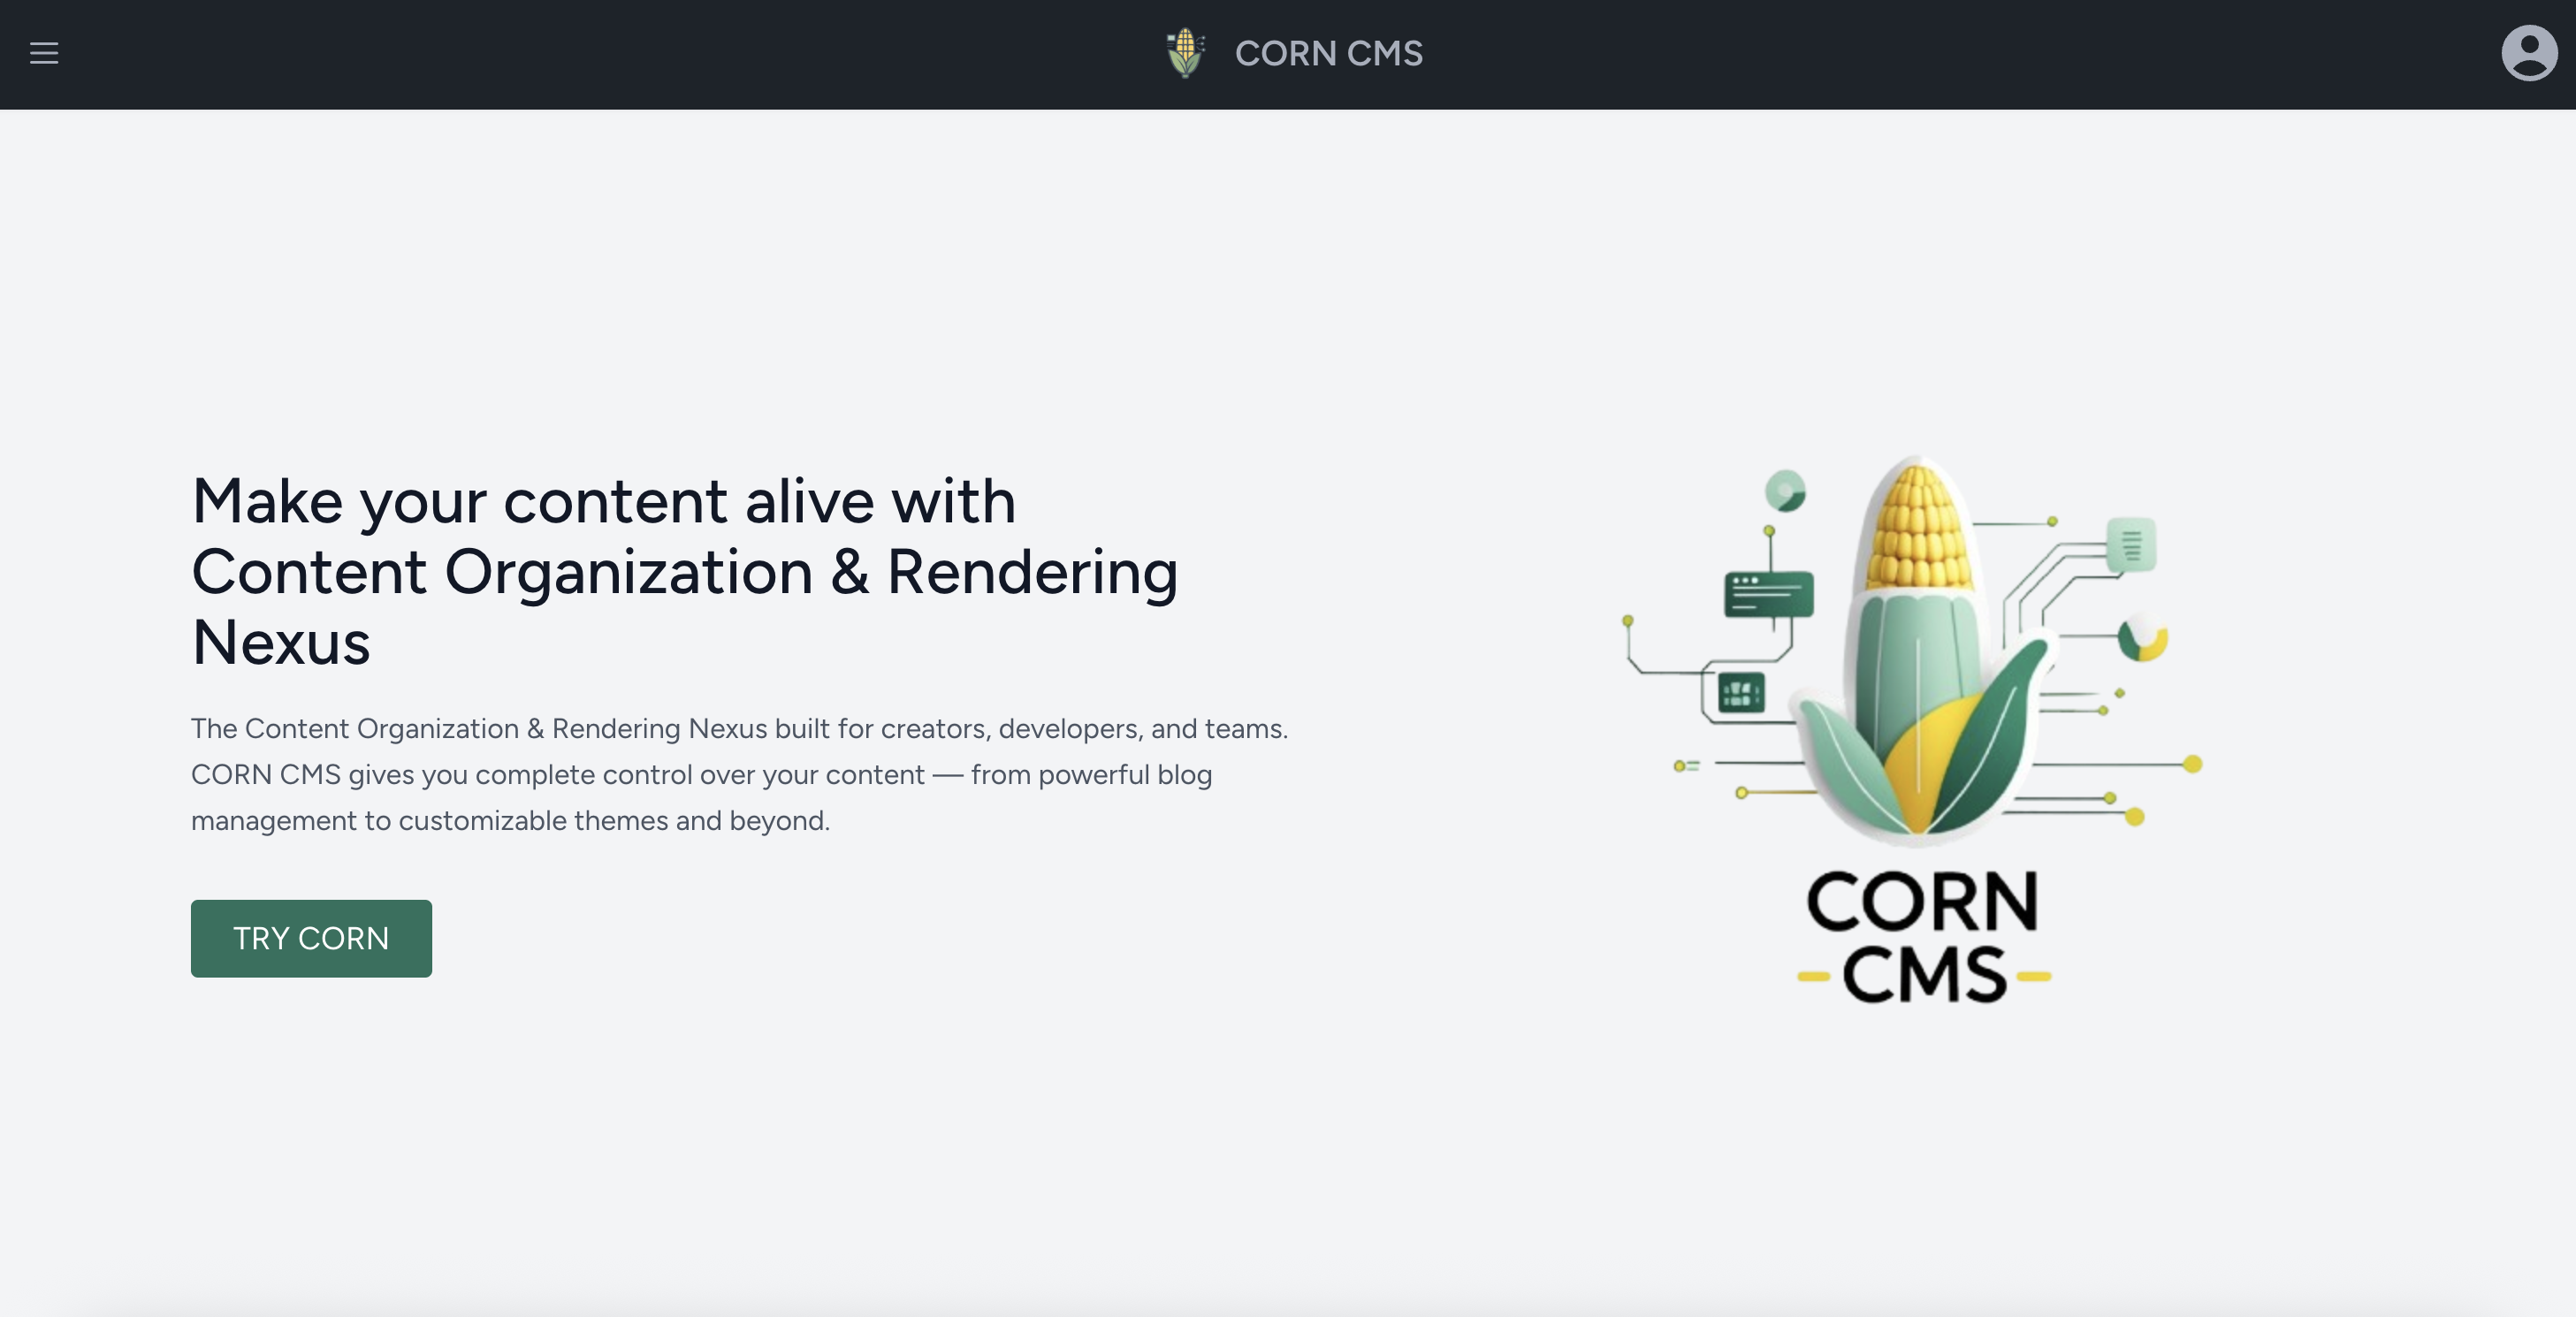 CORN CMS
Make your content alive with
Content Organization & Rendering
Nexus
The Content Organization & Rendering Nexus built for creators, developers, and teams.
CORN CMS gives you complete control over your content — from powerful blog
management to customizable themes and beyond.
TRY CORN
CORN
CMS